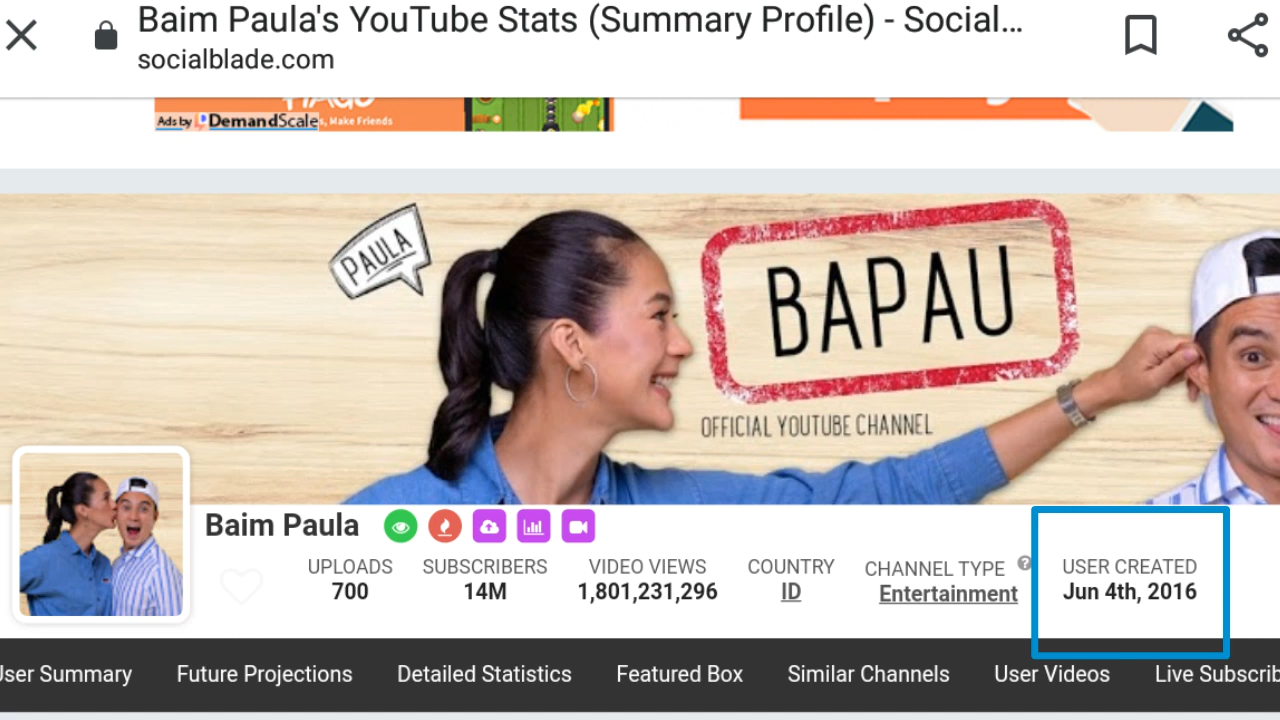 Baim Paula's YouTube Stats (Summary Profile) - Social...
socialblade.com
Ads by DemandScale s, Make Friends
PAULA
BAPAU
OFFICIAL YOUTUBE CHANNEL
Baim Paula
UPLOADS SUBSCRIBERS VIDEO VIEWS COUNTRY CHANNEL TYPE ? USER CREATED
700 14M 1,801,231,296 ID Entertainment Jun 4th, 2016
User Summary Future Projections Detailed Statistics Featured Box Similar Channels User Videos Live Subscrib